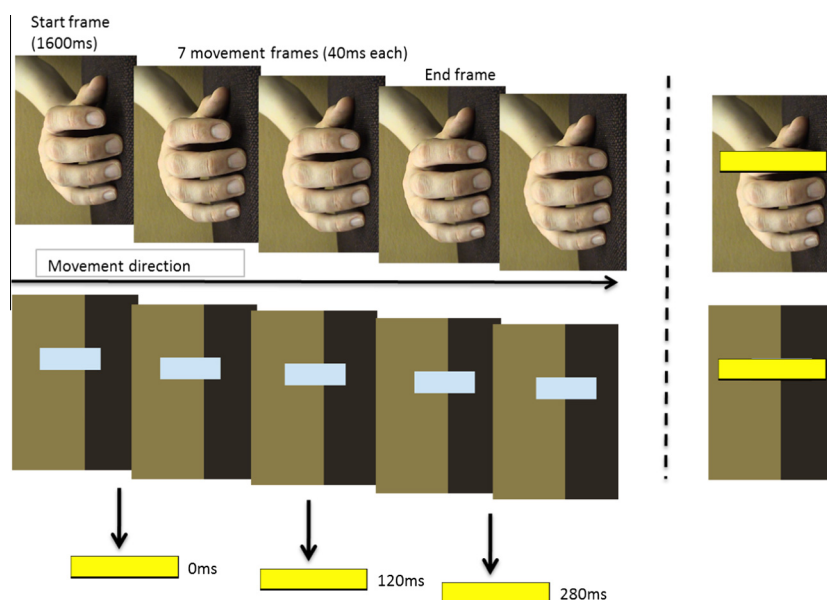 Start frame
(1600ms)
7 movement frames (40ms each)
End frame
Movement direction
0ms
120ms
280ms